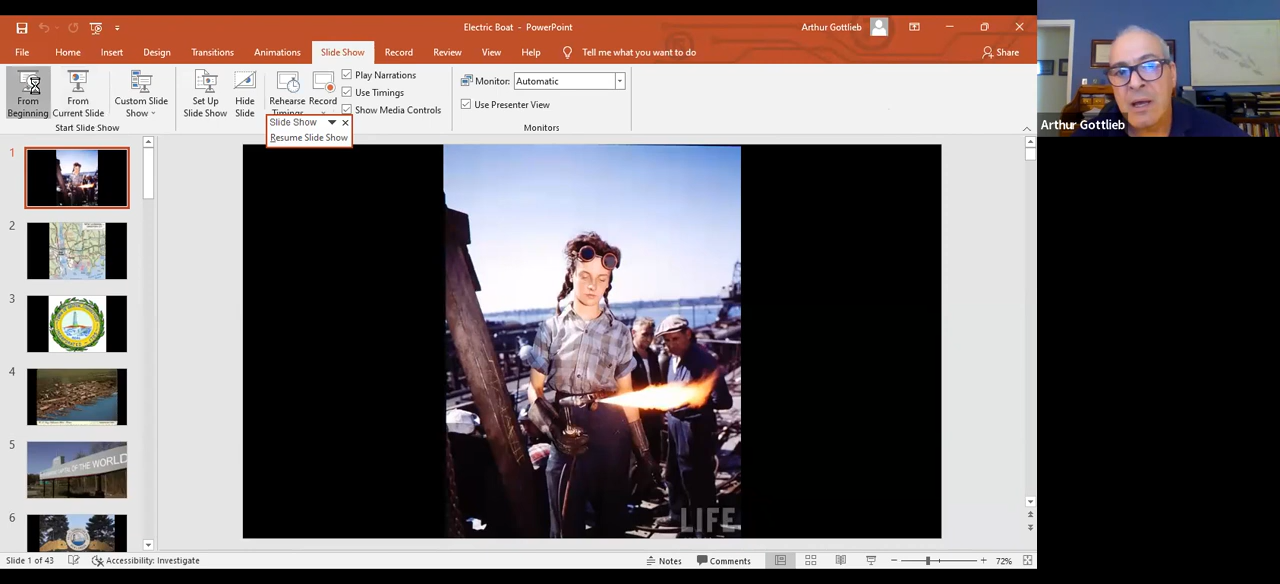 Electric Boat - PowerPoint
Arthur Gottlieb
File Home Insert Design Transitions Animations Slide Show Record Review View Help Tell me what you want to do
Share
From Beginning
From Current Slide
Custom Slide Show
Start Slide Show
Set Up Slide Show
Hide Slide
Rehearse Timings
Record
Play Narrations
Use Timings
Show Media Controls
Monitor: Automatic
Use Presenter View
Monitors
Slide Show
Resume Slide Show
Arthur Gottlieb
1
2
3
4
5
OF THE WORLD
6
LIFE
Slide 1 of 43
Accessibility: Investigate
Notes
Comments
72%